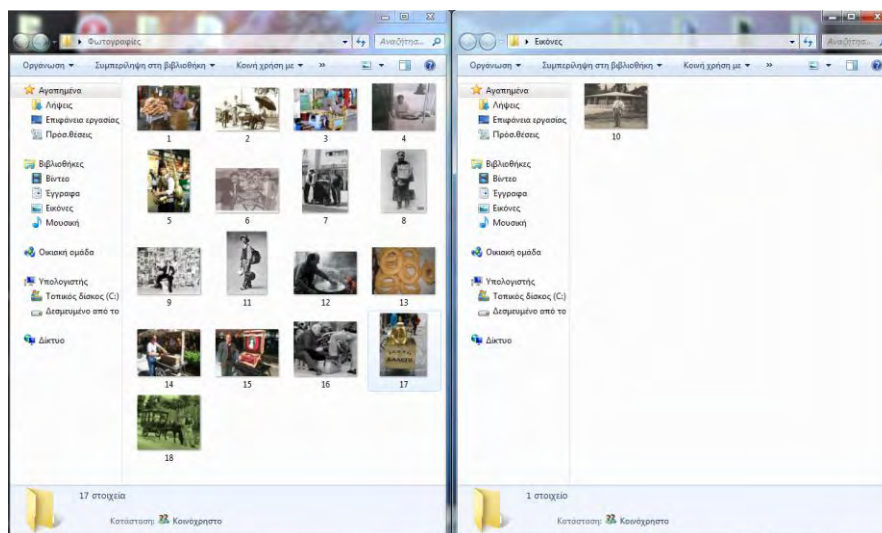 Φωτογραφίες
Αναζήτησ...
Οργάνωση
Συμπερίληψη στη βιβλιοθήκη
Κοινή χρήση με
»
Αγαπημένα
Λήψεις
Επιφάνεια εργασίας
Πρόσ.θέσεις
Βιβλιοθήκες
Βίντεο
Έγγραφα
Εικόνες
Μουσική
Οικιακή ομάδα
Υπολογιστής
Τοπικός δίσκος (C:)
Δεσμευμένο από το
Δίκτυο
1 2 3 4
5 6 7 8
9 11 12 13
14 15 16 17
18
17 στοιχεία
Κατάσταση: Κοινόχρηστο
Εικόνες
Αναζήτησ...
Οργάνωση
Συμπερίληψη στη βιβλιοθήκη
Κοινή χρήση με
»
Αγαπημένα
Λήψεις
Επιφάνεια εργασίας
Πρόσ.θέσεις
Βιβλιοθήκες
Βίντεο
Έγγραφα
Εικόνες
Μουσική
Οικιακή ομάδα
Υπολογιστής
Τοπικός δίσκος (C:)
Δεσμευμένο από το
Δίκτυο
10
1 στοιχείο
Κατάσταση: Κοινόχρηστο